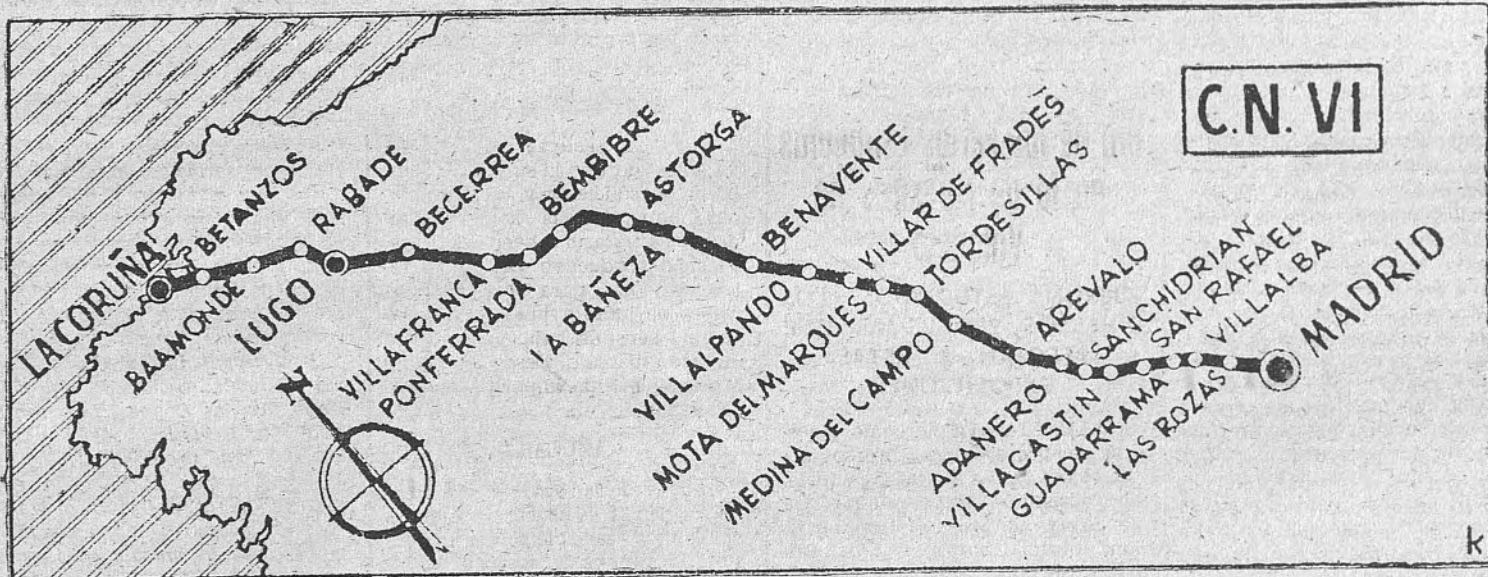 C.N. VI
LA CORUÑA
BETANZOS
BAAMONDE
RABADE
LUGO
BECERREA
VILLAFRANCA
PONFERRADA
BEMBIBRE
ASTORGA
LA BAÑEZA
BENAVENTE
VILLALPANDO
MOTA DEL MARQUES
VILLAR DE FRADES
TORDESILLAS
MEDINA DEL CAMPO
AREVALO
ADANERO
SANCHIDRIAN
VILLACASTIN
SAN RAFAEL
GUADARRAMA
VILLALBA
LAS ROZAS
MADRID
N
k